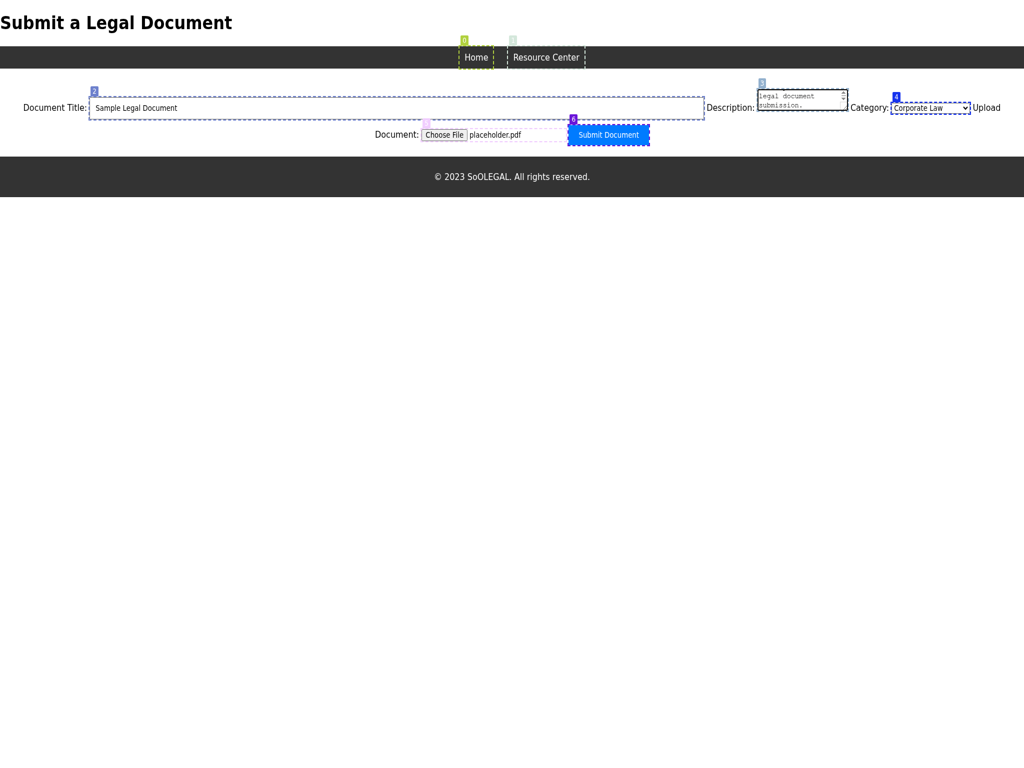 Submit a Legal Document
0
1
Home
Resource Center
2
3
4
Document Title:
Sample Legal Document
Description:
legal document
submission.
Category:
Corporate Law
Upload
6
Document:
Choose File
placeholder.pdf
Submit Document
© 2023 SoOLEGAL. All rights reserved.